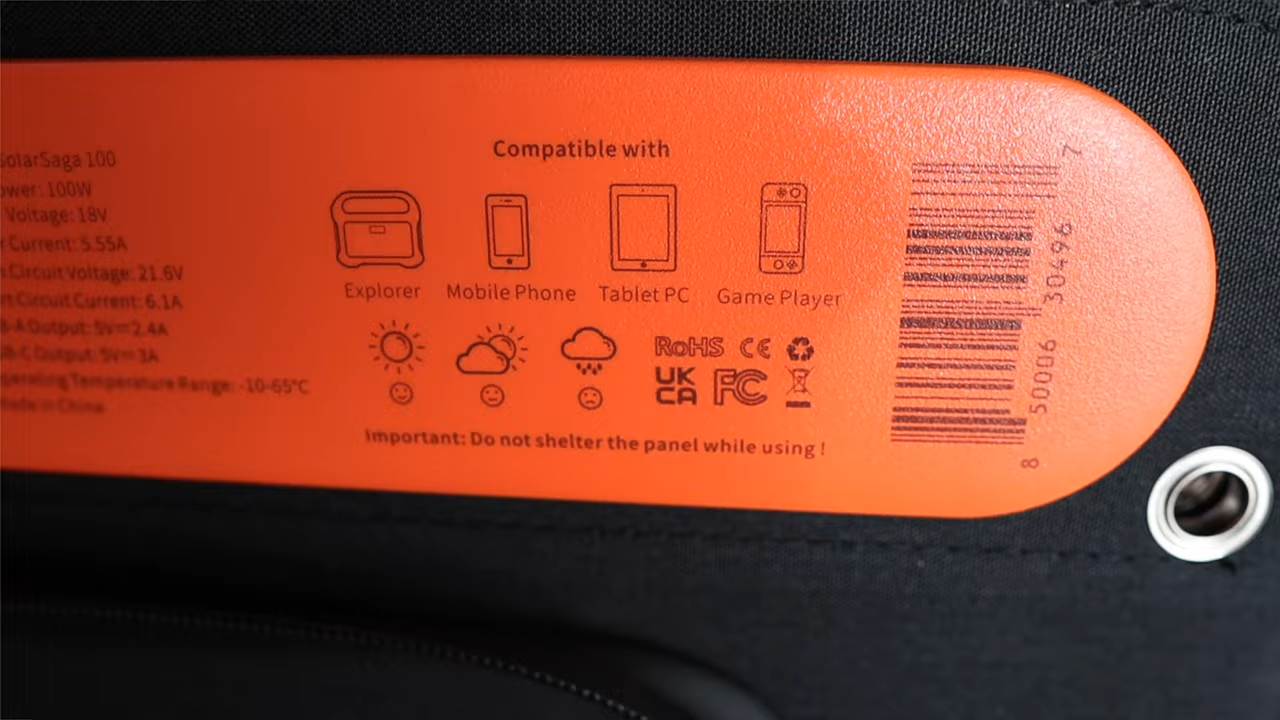 SolarSaga 100
ower: 100W
Voltage: 18V
r Current: 5.55A
n Circuit Voltage: 21.6V
rt Circuit Current: 6.1A
B-A Output: 5V⎓2.4A
B-C Output: 5V⎓3A
perating Temperature Range: -10-65°C
made in China
Compatible with
Explorer
Mobile Phone
Tablet PC
Game Player
RoHS CE
UK
CA FC
Important: Do not shelter the panel while using !
8 50006 30496 7